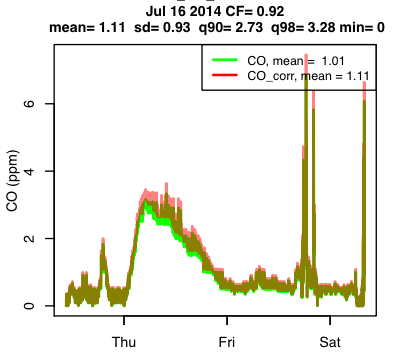 Jul 16 2014 CF= 0.92
mean= 1.11 sd= 0.93 q90= 2.73 q98= 3.28 min= 0
CO, mean = 1.01
CO_corr, mean = 1.11
CO (ppm)
6
4
2
0
Thu Fri Sat